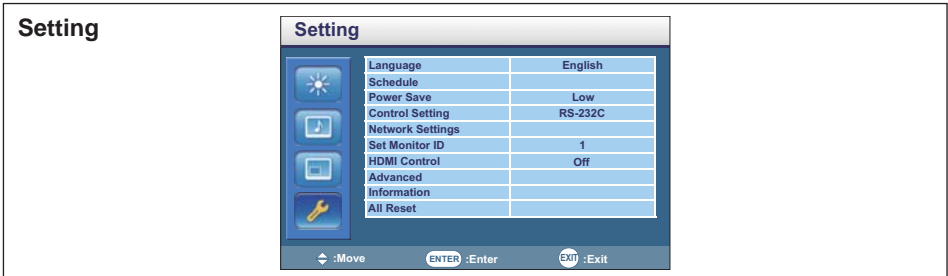 Setting
Setting
Language English
Schedule
Power Save Low
Control Setting RS-232C
Network Settings
Set Monitor ID 1
HDMI Control Off
Advanced
Information
All Reset
:Move ENTER :Enter EXIT :Exit